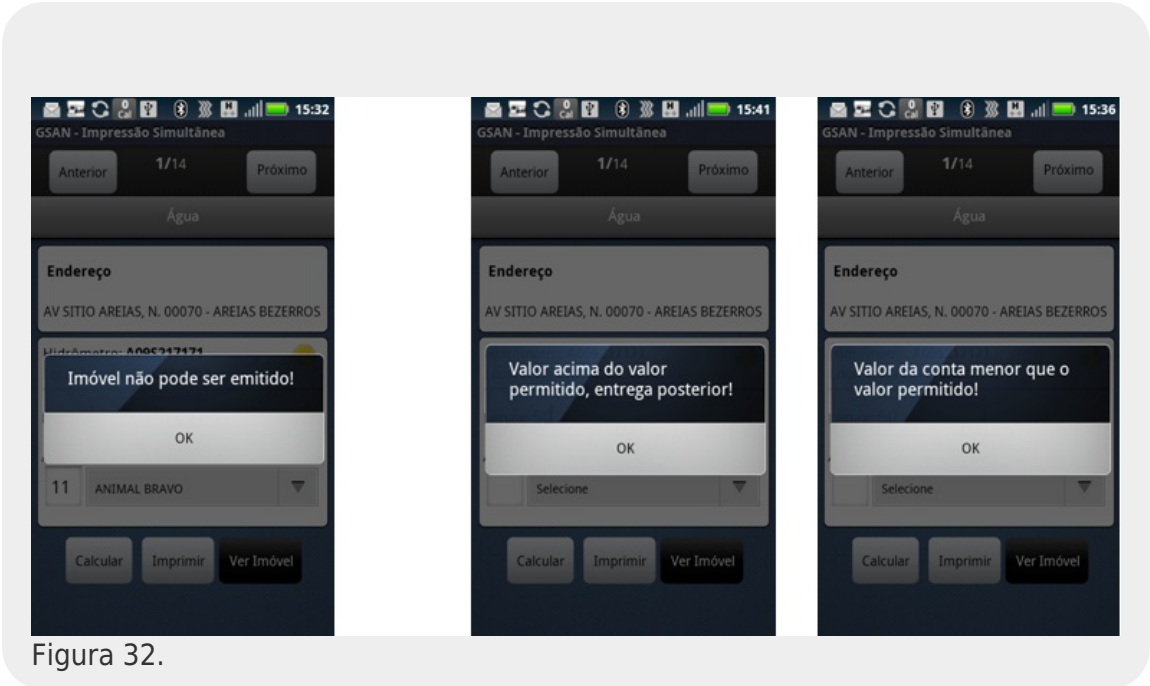 15:32
GSAN - Impressão Simultânea
Anterior
1/14
Próximo
Água
Endereço
AV SITIO AREIAS, N. 00070 - AREIAS BEZERROS
Hidrômetro: A09S217171
Imóvel não pode ser emitido!
OK
11
ANIMAL BRAVO
Calcular
Imprimir
Ver Imóvel
15:41
GSAN - Impressão Simultânea
Anterior
1/14
Próximo
Água
Endereço
AV SITIO AREIAS, N. 00070 - AREIAS BEZERROS
Valor acima do valor
permitido, entrega posterior!
OK
Selecione
Calcular
Imprimir
Ver Imóvel
15:36
GSAN - Impressão Simultânea
Anterior
1/14
Próximo
Água
Endereço
AV SITIO AREIAS, N. 00070 - AREIAS BEZERROS
Valor da conta menor que o
valor permitido!
OK
Selecione
Calcular
Imprimir
Ver Imóvel
Figura 32.